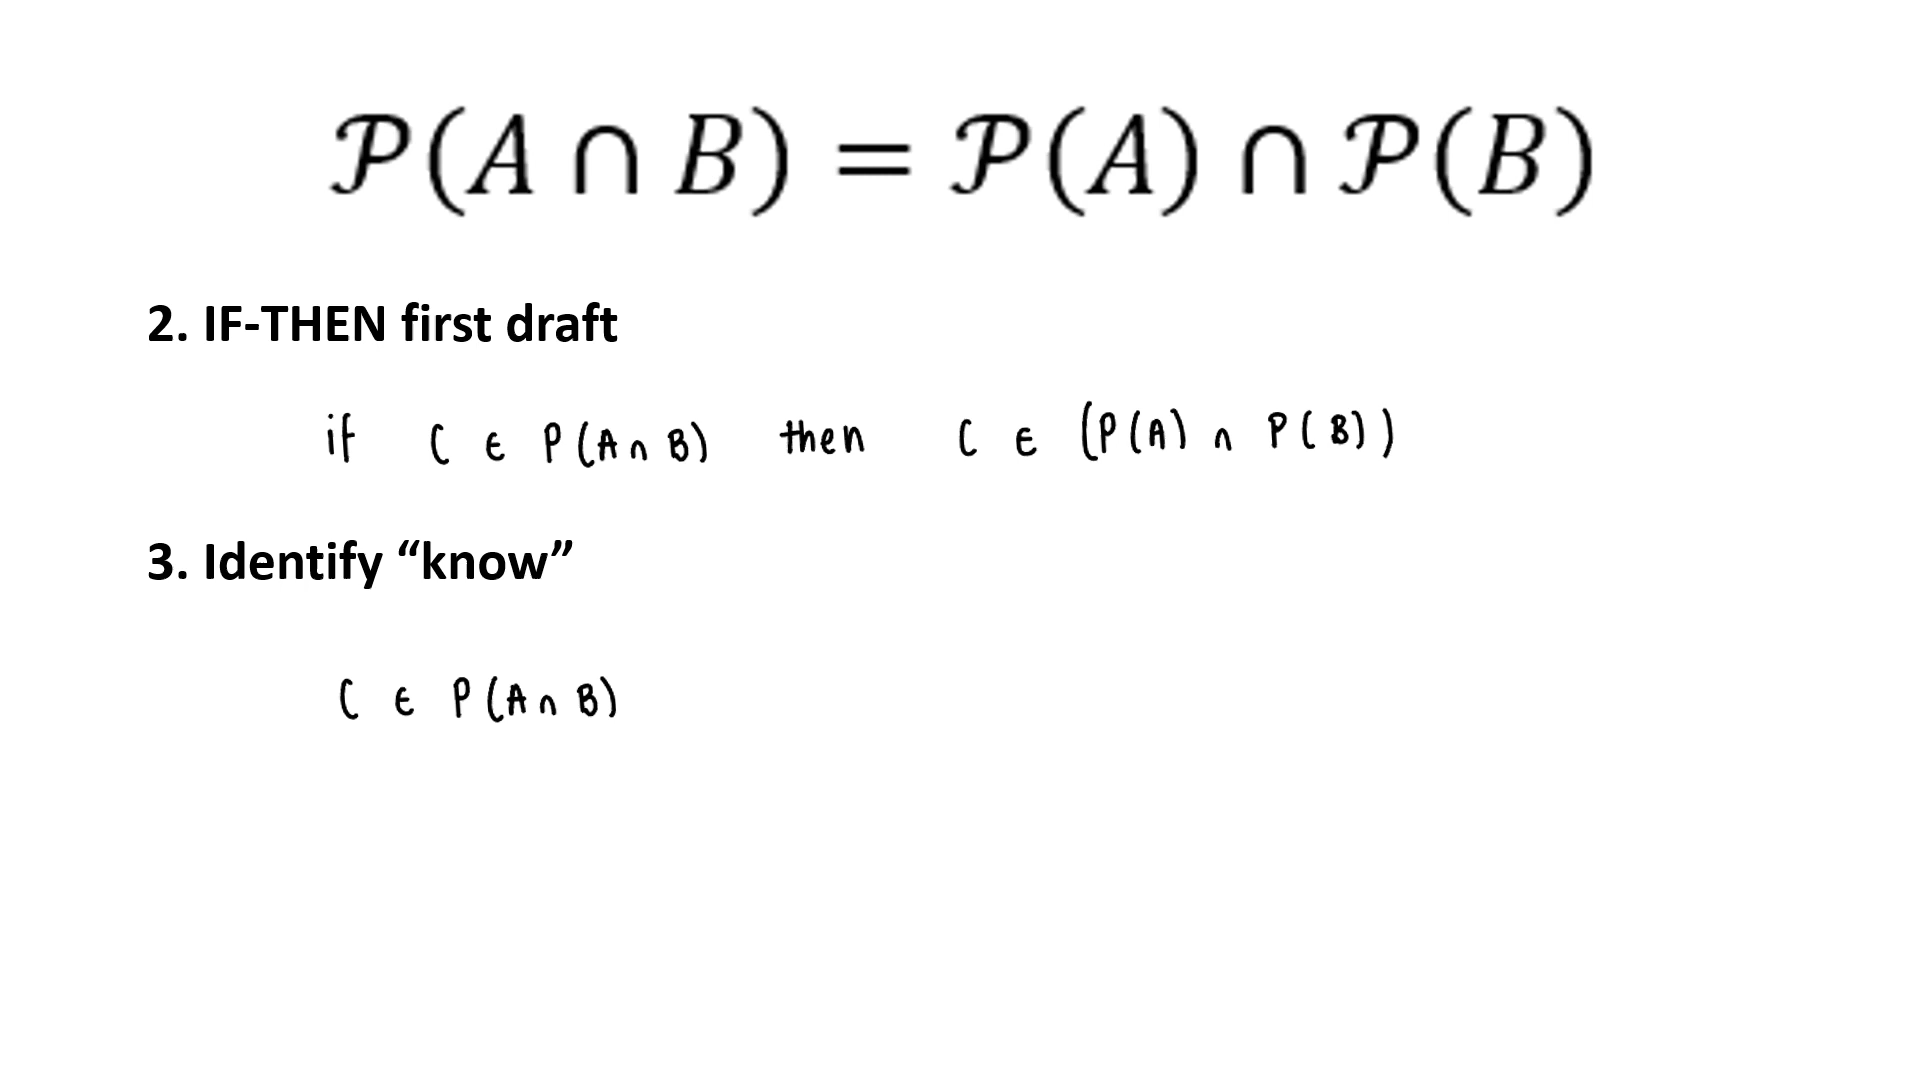 𝒫(A ∩ B) = 𝒫(A) ∩ 𝒫(B)
2. IF-THEN first draft
if C ∈ P(A ∩ B) then C ∈ (P(A) ∩ P(B))
3. Identify “know”
C ∈ P(A ∩ B)